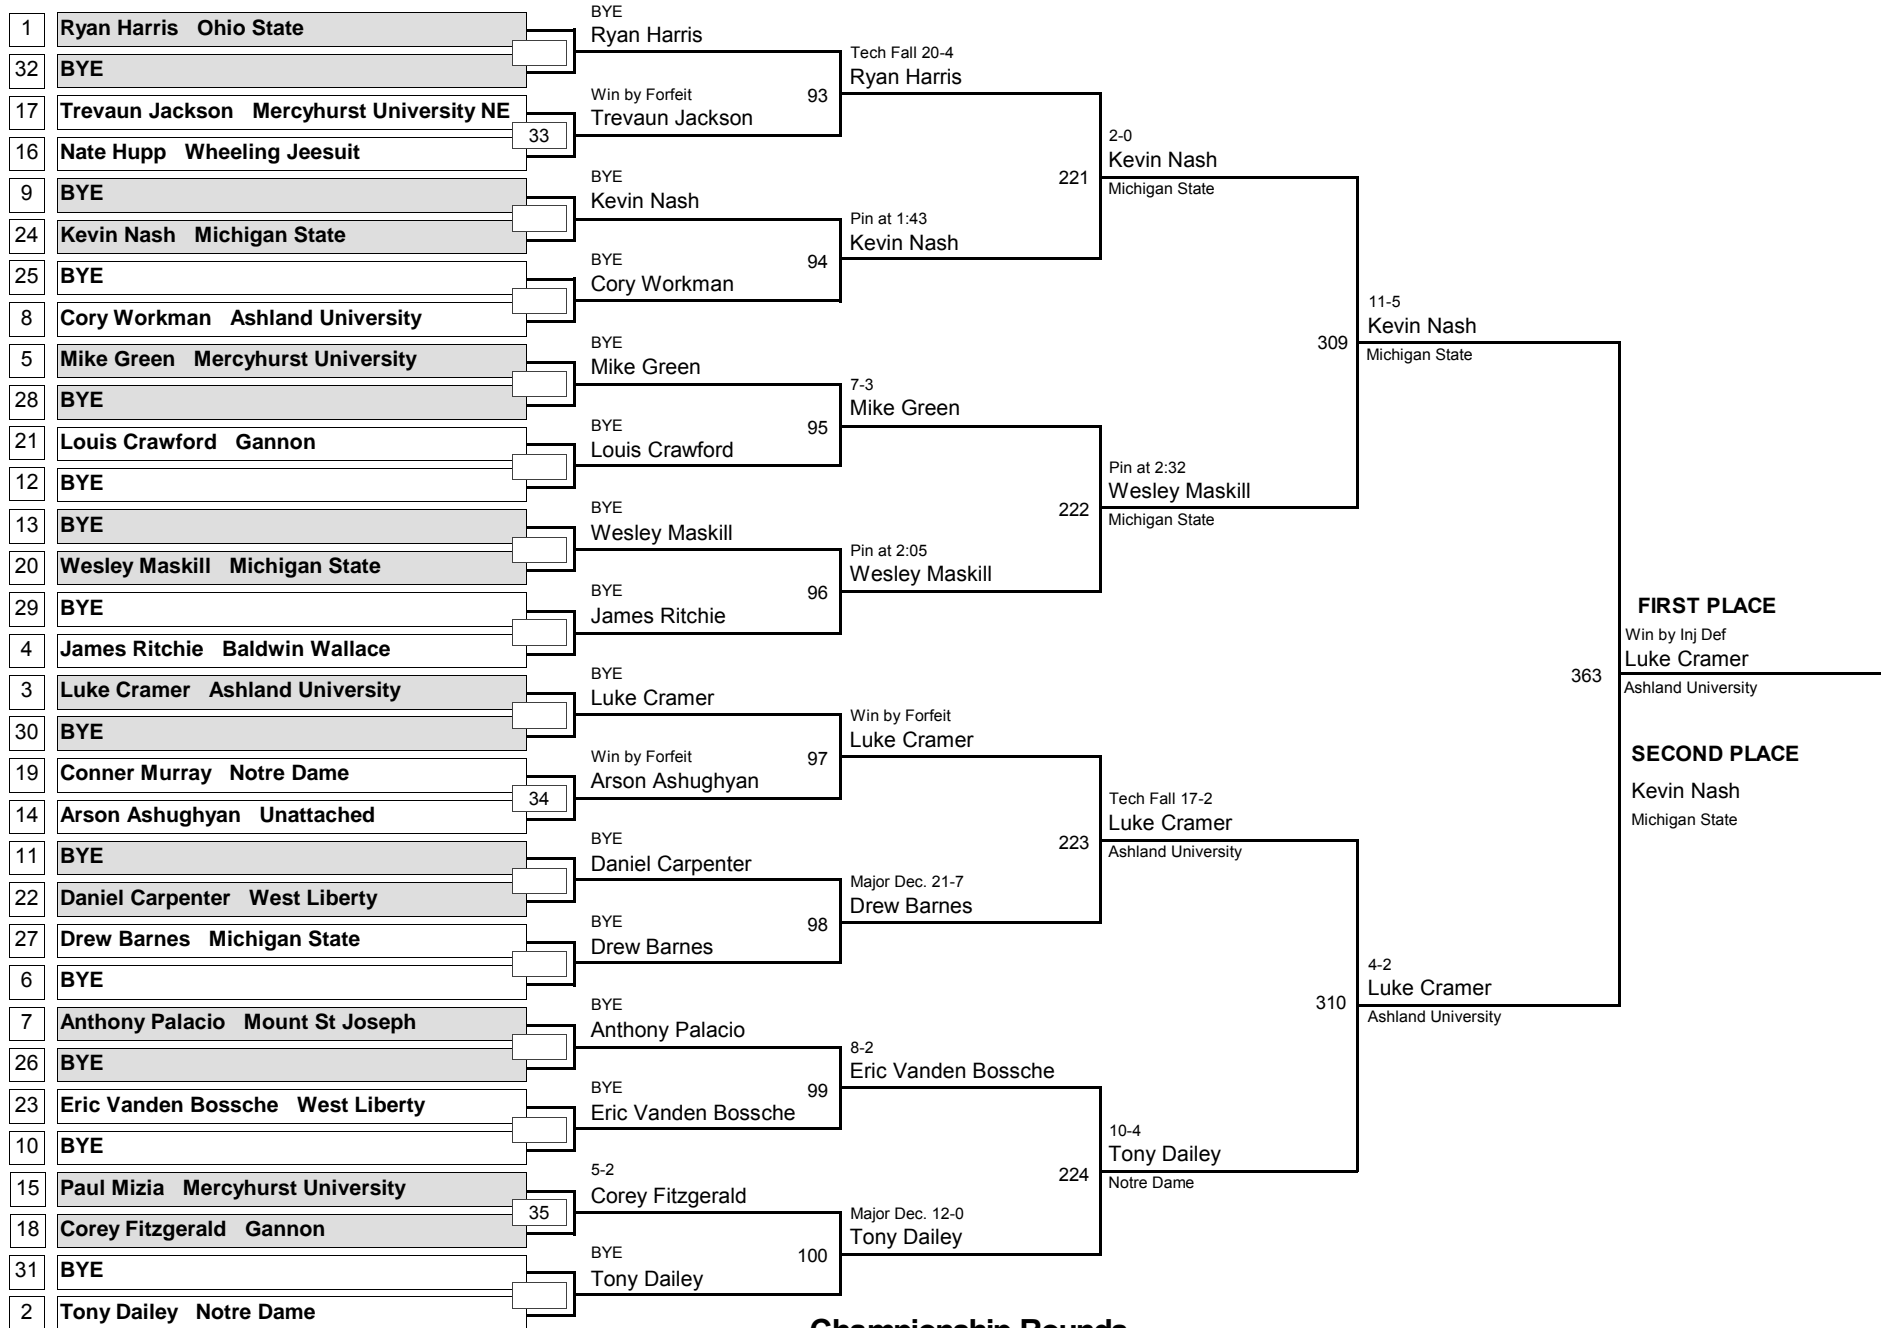 1 Ryan Harris Ohio State
32 BYE
17 Trevaun Jackson Mercyhurst University NE
33
16 Nate Hupp Wheeling Jeesuit
9 BYE
24 Kevin Nash Michigan State
25 BYE
8 Cory Workman Ashland University
5 Mike Green Mercyhurst University
28 BYE
21 Louis Crawford Gannon
12 BYE
13 BYE
20 Wesley Maskill Michigan State
29 BYE
4 James Ritchie Baldwin Wallace
3 Luke Cramer Ashland University
30 BYE
19 Conner Murray Notre Dame
34
14 Arson Ashughyan Unattached
11 BYE
22 Daniel Carpenter West Liberty
27 Drew Barnes Michigan State
6 BYE
7 Anthony Palacio Mount St Joseph
26 BYE
23 Eric Vanden Bossche West Liberty
10 BYE
15 Paul Mizia Mercyhurst University
35
18 Corey Fitzgerald Gannon
31 BYE
2 Tony Dailey Notre Dame
BYE
Ryan Harris
Win by Forfeit
93
Trevaun Jackson
BYE
Kevin Nash
BYE
94
Cory Workman
BYE
Mike Green
BYE
95
Louis Crawford
BYE
Wesley Maskill
BYE
96
James Ritchie
BYE
Luke Cramer
Win by Forfeit
97
Arson Ashughyan
BYE
Daniel Carpenter
BYE
98
Drew Barnes
BYE
Anthony Palacio
BYE
99
Eric Vanden Bossche
5-2
Corey Fitzgerald
BYE
100
Tony Dailey
Tech Fall 20-4
Ryan Harris
221
Pin at 1:43
Kevin Nash
7-3
Mike Green
222
Pin at 2:05
Wesley Maskill
Win by Forfeit
Luke Cramer
223
Major Dec. 21-7
Drew Barnes
8-2
Eric Vanden Bossche
224
Major Dec. 12-0
Tony Dailey
2-0
Kevin Nash
Michigan State
309
Pin at 2:32
Wesley Maskill
Michigan State
Tech Fall 17-2
Luke Cramer
Ashland University
310
10-4
Tony Dailey
Notre Dame
11-5
Kevin Nash
Michigan State
363
4-2
Luke Cramer
Ashland University
FIRST PLACE
Win by Inj Def
Luke Cramer
Ashland University
SECOND PLACE
Kevin Nash
Michigan State
Championship Rounds